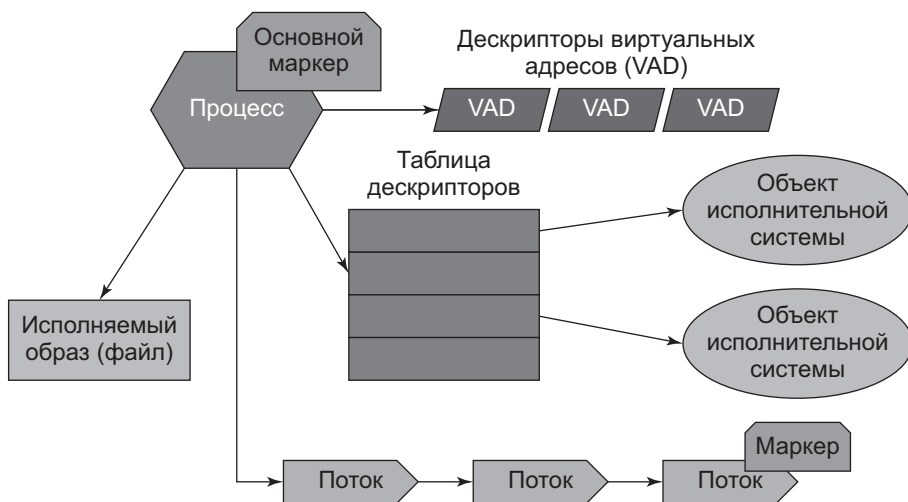 Основной
маркер
Процесс
Дескрипторы виртуальных
адресов (VAD)
VAD
VAD
VAD
Таблица
дескрипторов
Объект
исполнительной
системы
Исполняемый
образ (файл)
Объект
исполнительной
системы
Поток
Поток
Поток
Маркер